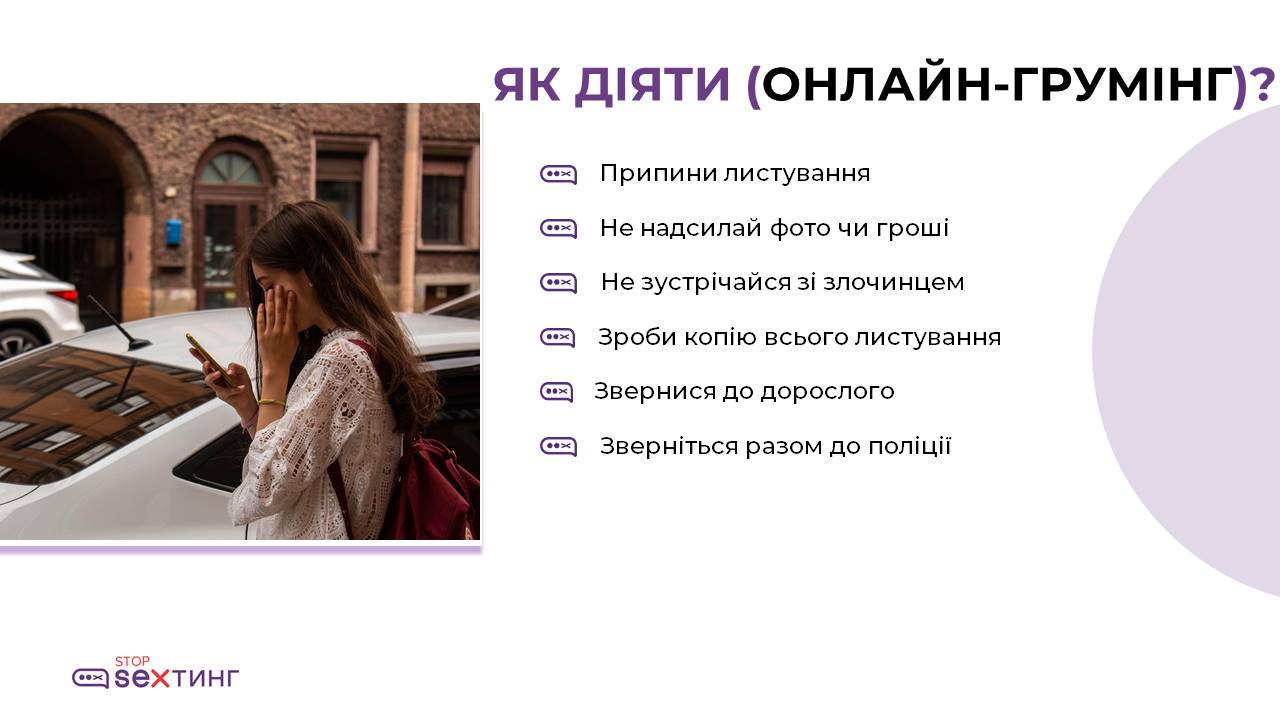 ЯК ДІЯТИ (ОНЛАЙН-ГРУМІНГ)?
Припини листування
Не надсилай фото чи гроші
Не зустрічайся зі злочинцем
Зроби копію всього листування
Звернися до дорослого
Зверніться разом до поліції
STOP
sexтинг